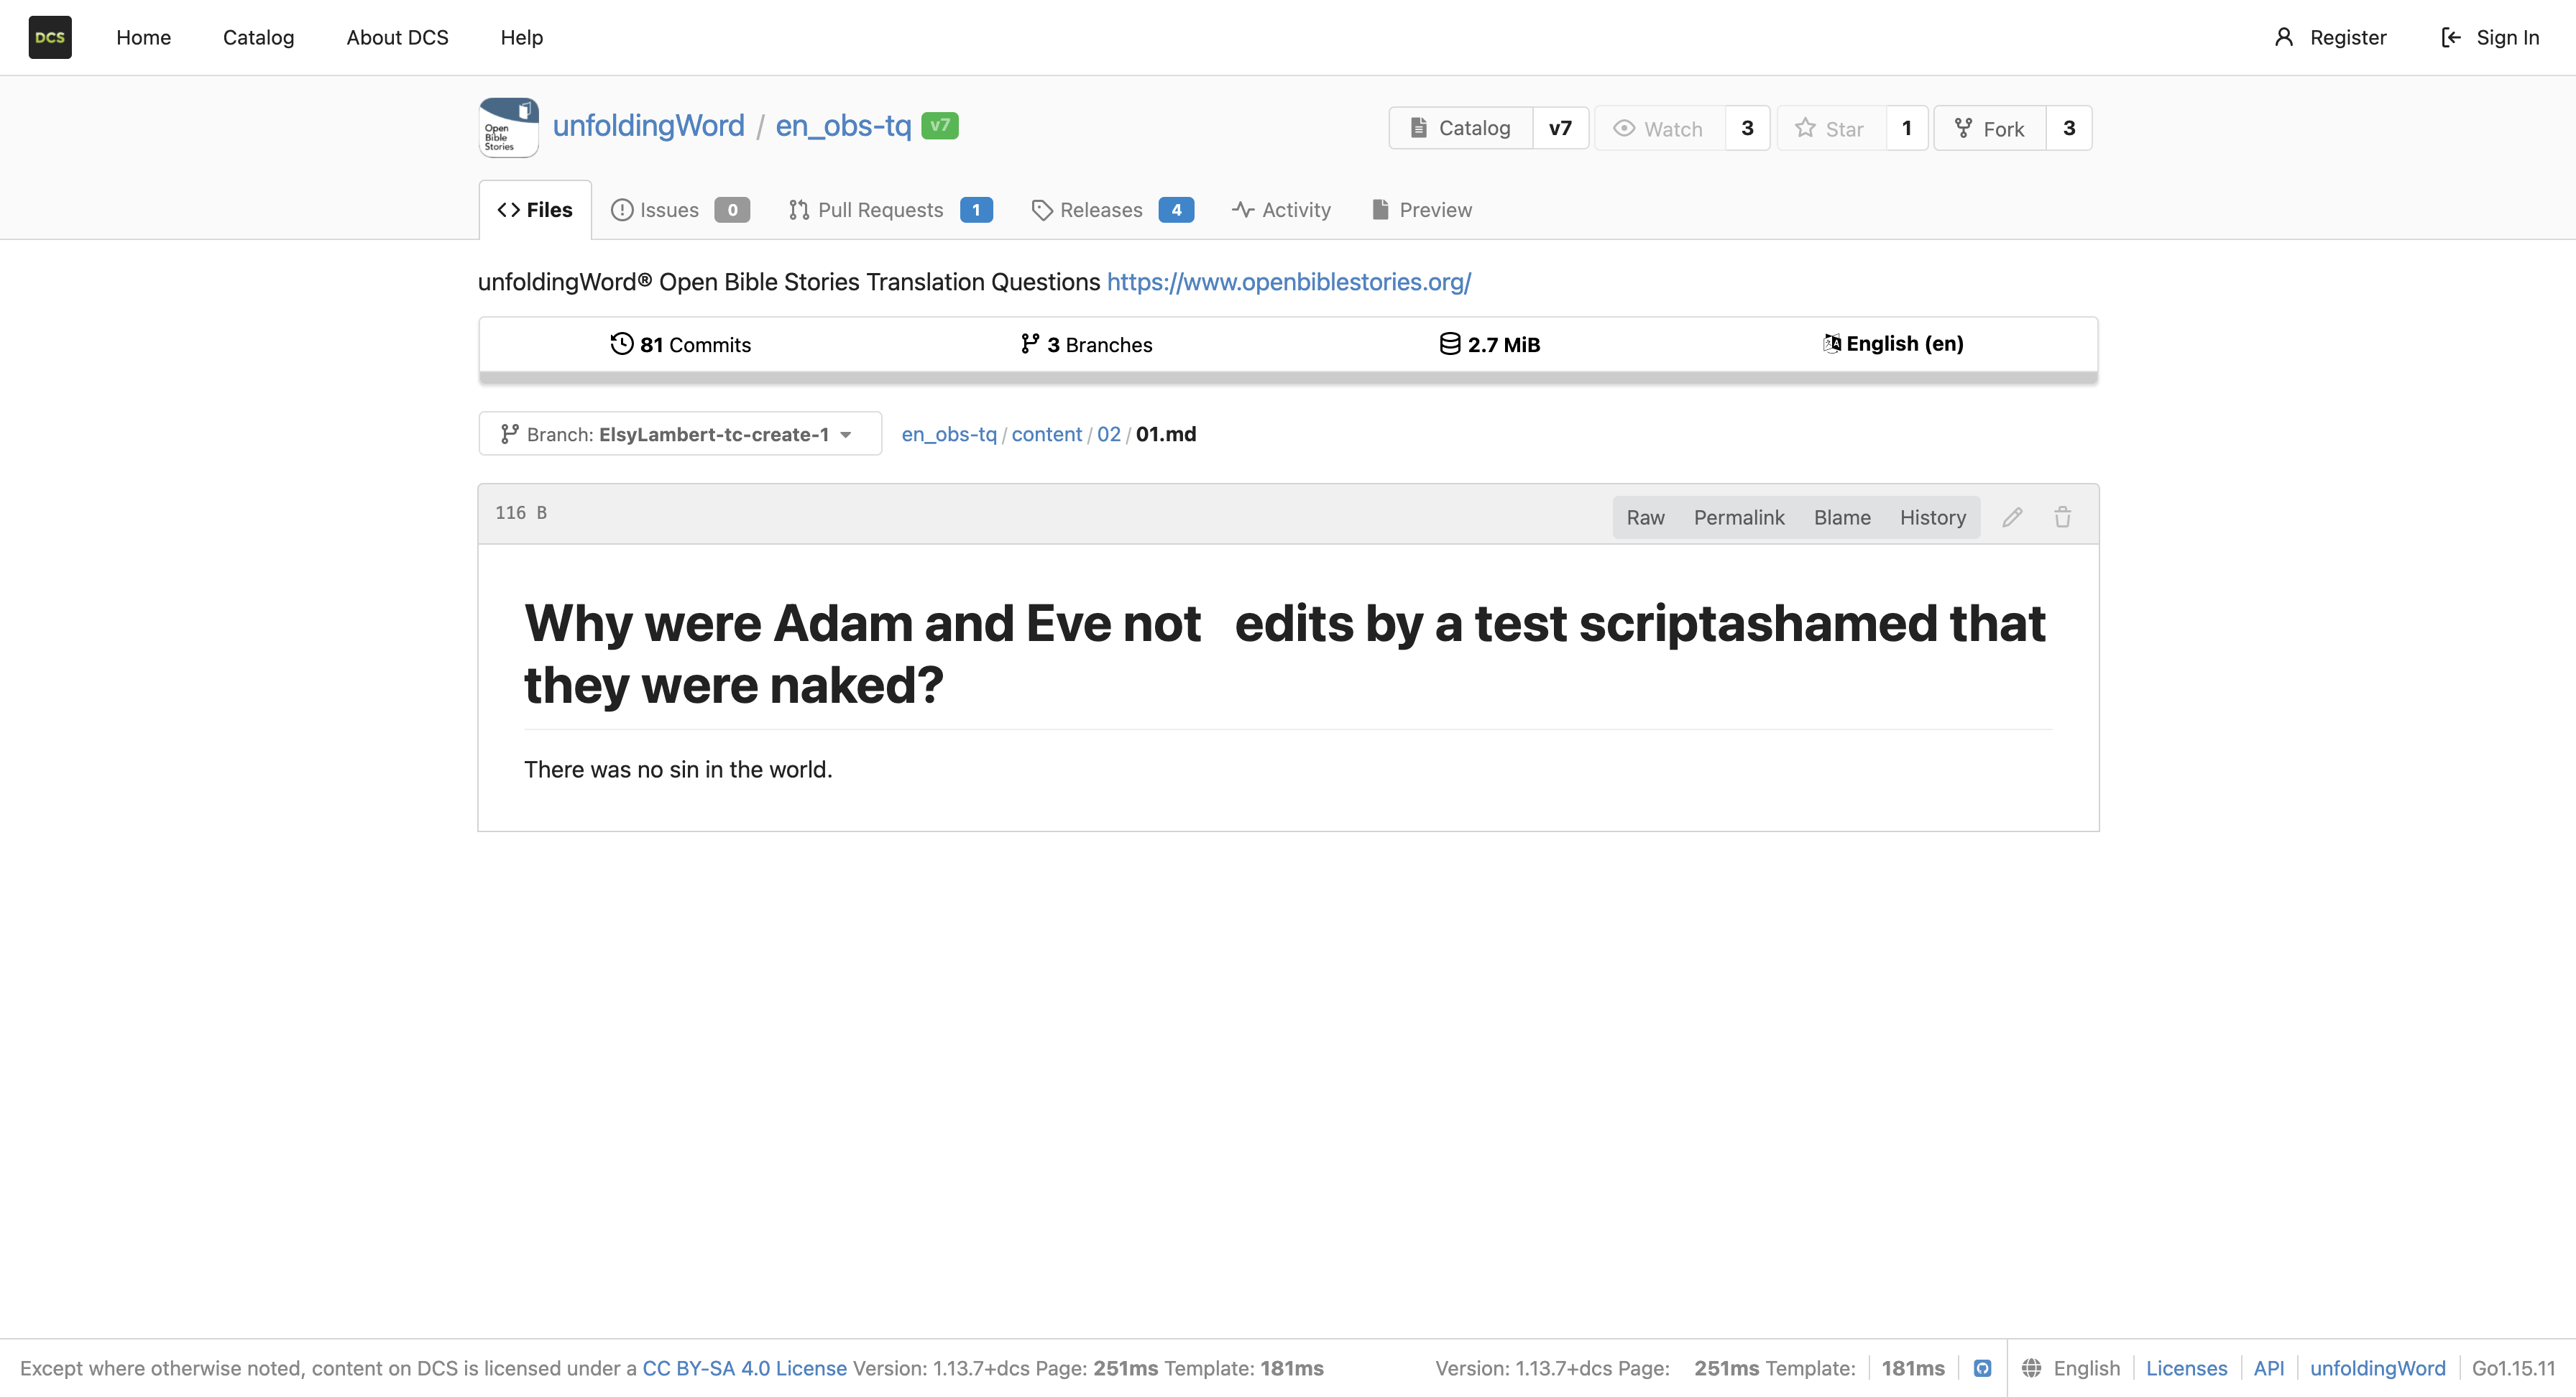 DCS Home Catalog About DCS Help Register Sign In
Open Bible Stories
unfoldingWord / en_obs-tq v7 Catalog v7 Watch 3 Star 1 Fork 3
Files Issues 0 Pull Requests 1 Releases 4 Activity Preview
unfoldingWord® Open Bible Stories Translation Questions https://www.openbiblestories.org/
81 Commits 3 Branches 2.7 MiB English (en)
Branch: ElsyLambert-tc-create-1 en_obs-tq / content / 02 / 01.md
116 B Raw Permalink Blame History
Why were Adam and Eve not edits by a test scriptashamed that
they were naked?
There was no sin in the world.
Except where otherwise noted, content on DCS is licensed under a CC BY-SA 4.0 License Version: 1.13.7+dcs Page: 251ms Template: 181ms Version: 1.13.7+dcs Page: 251ms Template: 181ms English Licenses API unfoldingWord Go1.15.11